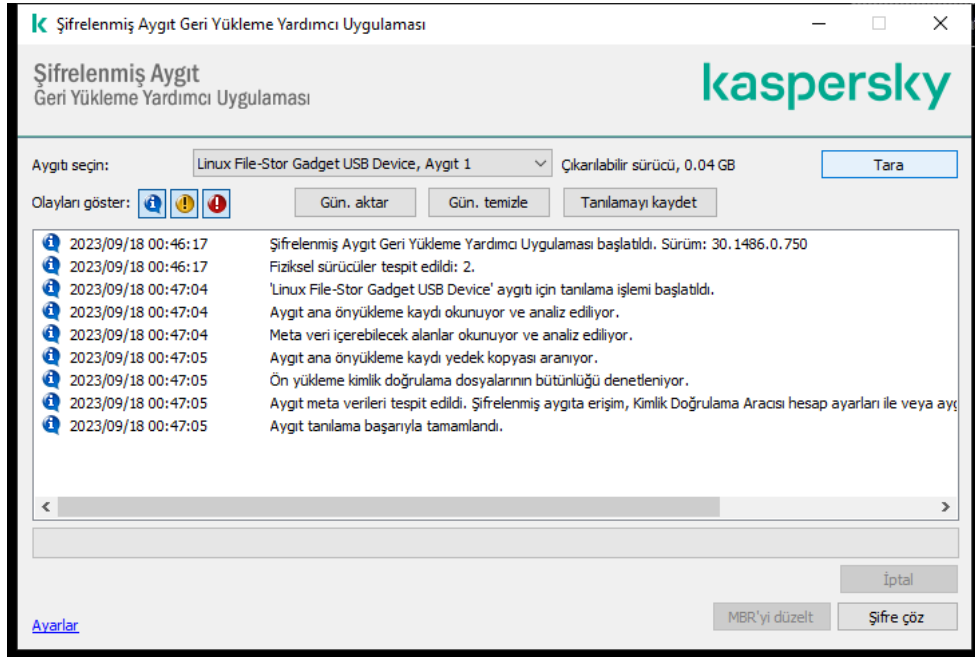 Şifrelenmiş Aygıt Geri Yükleme Yardımcı Uygulaması
Şifrelenmiş Aygıt
Geri Yükleme Yardımcı Uygulaması
kaspersky
Aygıtı seçin: Linux File-Stor Gadget USB Device, Aygıt 1 Çıkarılabilir sürücü, 0.04 GB Tara
Olayları göster: Gün. aktar Gün. temizle Tanılamayı kaydet
2023/09/18 00:46:17 Şifrelenmiş Aygıt Geri Yükleme Yardımcı Uygulaması başlatıldı. Sürüm: 30.1486.0.750
2023/09/18 00:46:17 Fiziksel sürücüler tespit edildi: 2.
2023/09/18 00:47:04 'Linux File-Stor Gadget USB Device' aygıtı için tanılama işlemi başlatıldı.
2023/09/18 00:47:04 Aygıt ana önyükleme kaydı okunuyor ve analiz ediliyor.
2023/09/18 00:47:04 Meta veri içerebilecek alanlar okunuyor ve analiz ediliyor.
2023/09/18 00:47:05 Aygıt ana önyükleme kaydı yedek kopyası aranıyor.
2023/09/18 00:47:05 Ön yükleme kimlik doğrulama dosyalarının bütünlüğü denetleniyor.
2023/09/18 00:47:05 Aygıt meta verileri tespit edildi. Şifrelenmiş aygıta erişim, Kimlik Doğrulama Aracısı hesap ayarları ile veya
2023/09/18 00:47:05 Aygıt tanılama başarıyla tamamlandı.
İptal
Ayarlar MBR'yi düzelt Şifre çöz